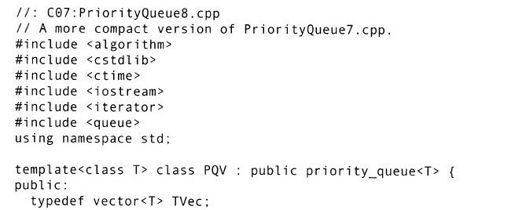 //: C07:PriorityQueue8.cpp
// A more compact version of PriorityQueue7.cpp.
#include <algorithm>
#include <cstdlib>
#include <ctime>
#include <iostream>
#include <iterator>
#include <queue>
using namespace std;

template<class T> class PQV : public priority_queue<T> {
public:
  typedef vector<T> TVec;